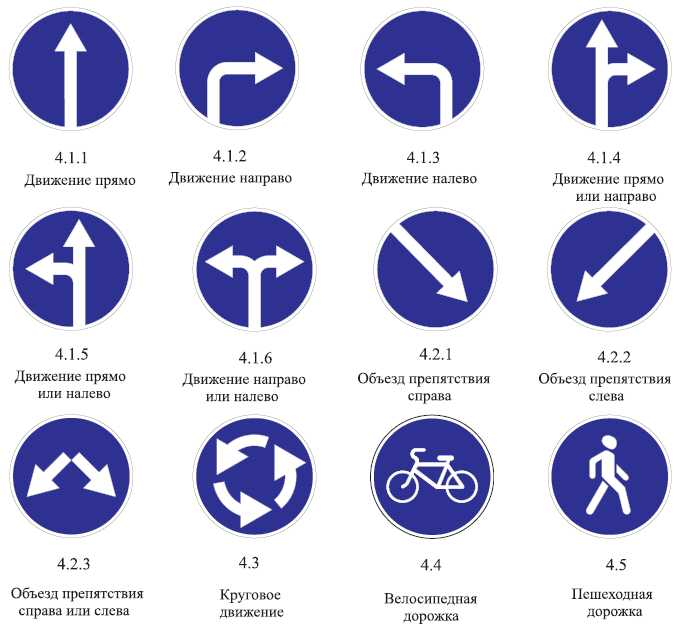 4.1.1
Движение прямо
4.1.2
Движение направо
4.1.3
Движение налево
4.1.4
Движение прямо
или направо
4.1.5
Движение прямо
или налево
4.1.6
Движение направо
или налево
4.2.1
Объезд препятствия
справа
4.2.2
Объезд препятствия
слева
4.2.3
Объезд препятствия
справа или слева
4.3
Круговое
движение
4.4
Велосипедная
дорожка
4.5
Пешеходная
дорожка